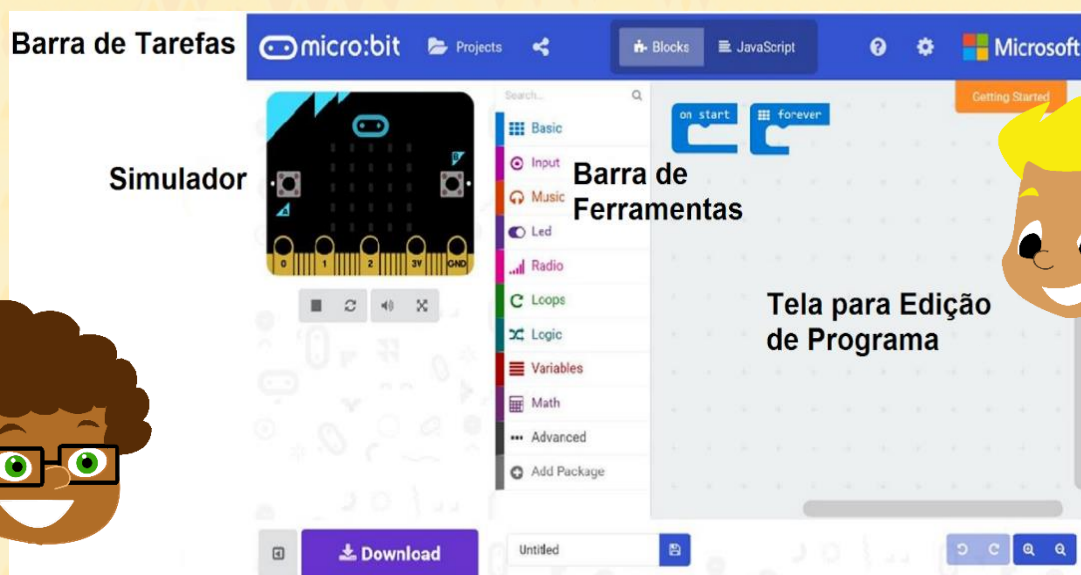 Barra de Tarefas
micro:bit
Projects
Blocks
JavaScript
Microsoft
Getting Started
Search...
on start
forever
Simulador
B
A
0
1
2
3V
GND
Basic
Input
Music
Led
Radio
Loops
Logic
Variables
Math
Advanced
Add Package
Barra de
Ferramentas
Tela para Edição
de Programa
Download
Untitled